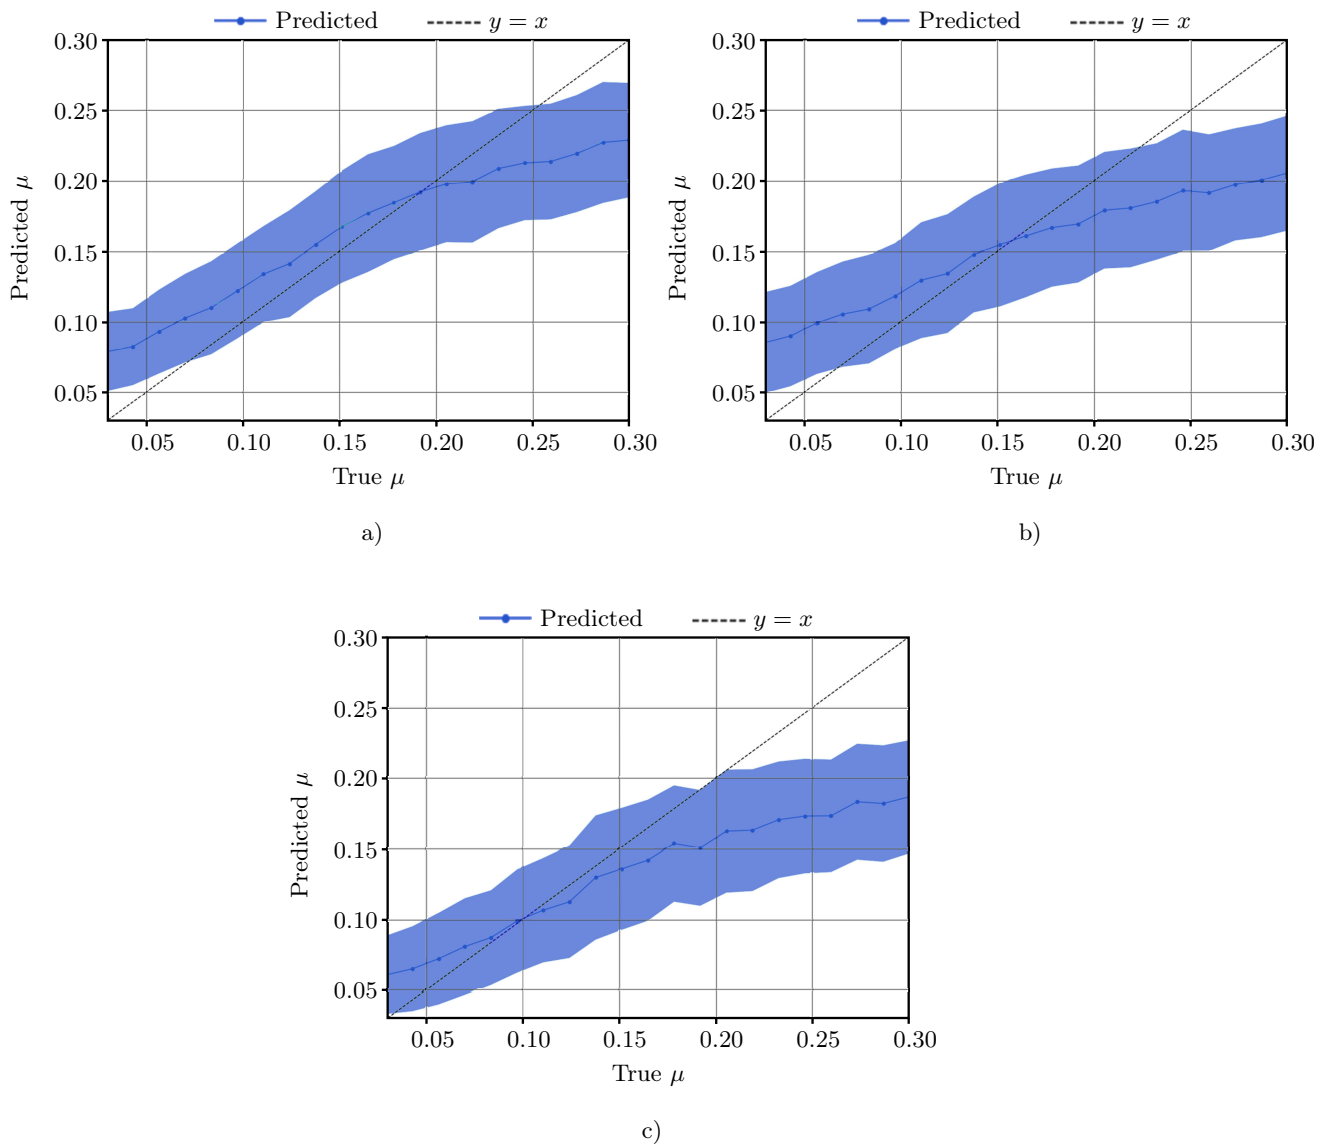 Predicted y = x Predicted y = x
0.30 0.30
0.25 0.25
0.20 0.20
0.15 0.15
0.10 0.10
0.05 0.05
Predicted μ Predicted μ
0.05 0.10 0.15 0.20 0.25 0.30 0.05 0.10 0.15 0.20 0.25 0.30
True μ True μ
a) b)
Predicted y = x
0.30
0.25
0.20
0.15
0.10
0.05
Predicted μ
0.05 0.10 0.15 0.20 0.25 0.30
True μ
c)